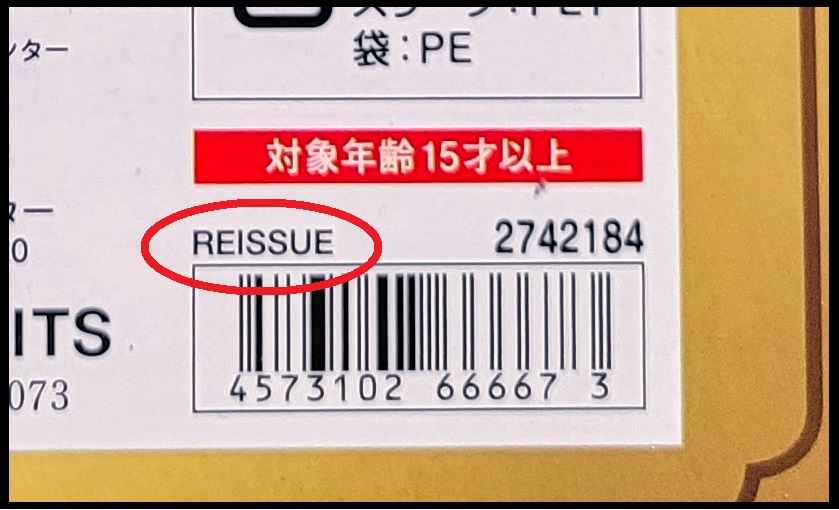 袋：PE
ンター
対象年齢15才以上
ター
REISSUE 2742184
0
ITS
4573102 66667 3
073